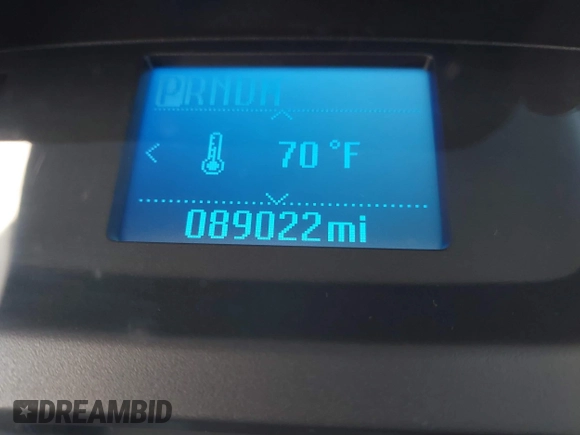 PRNDM
70 °F
089022mi
DREAMBID